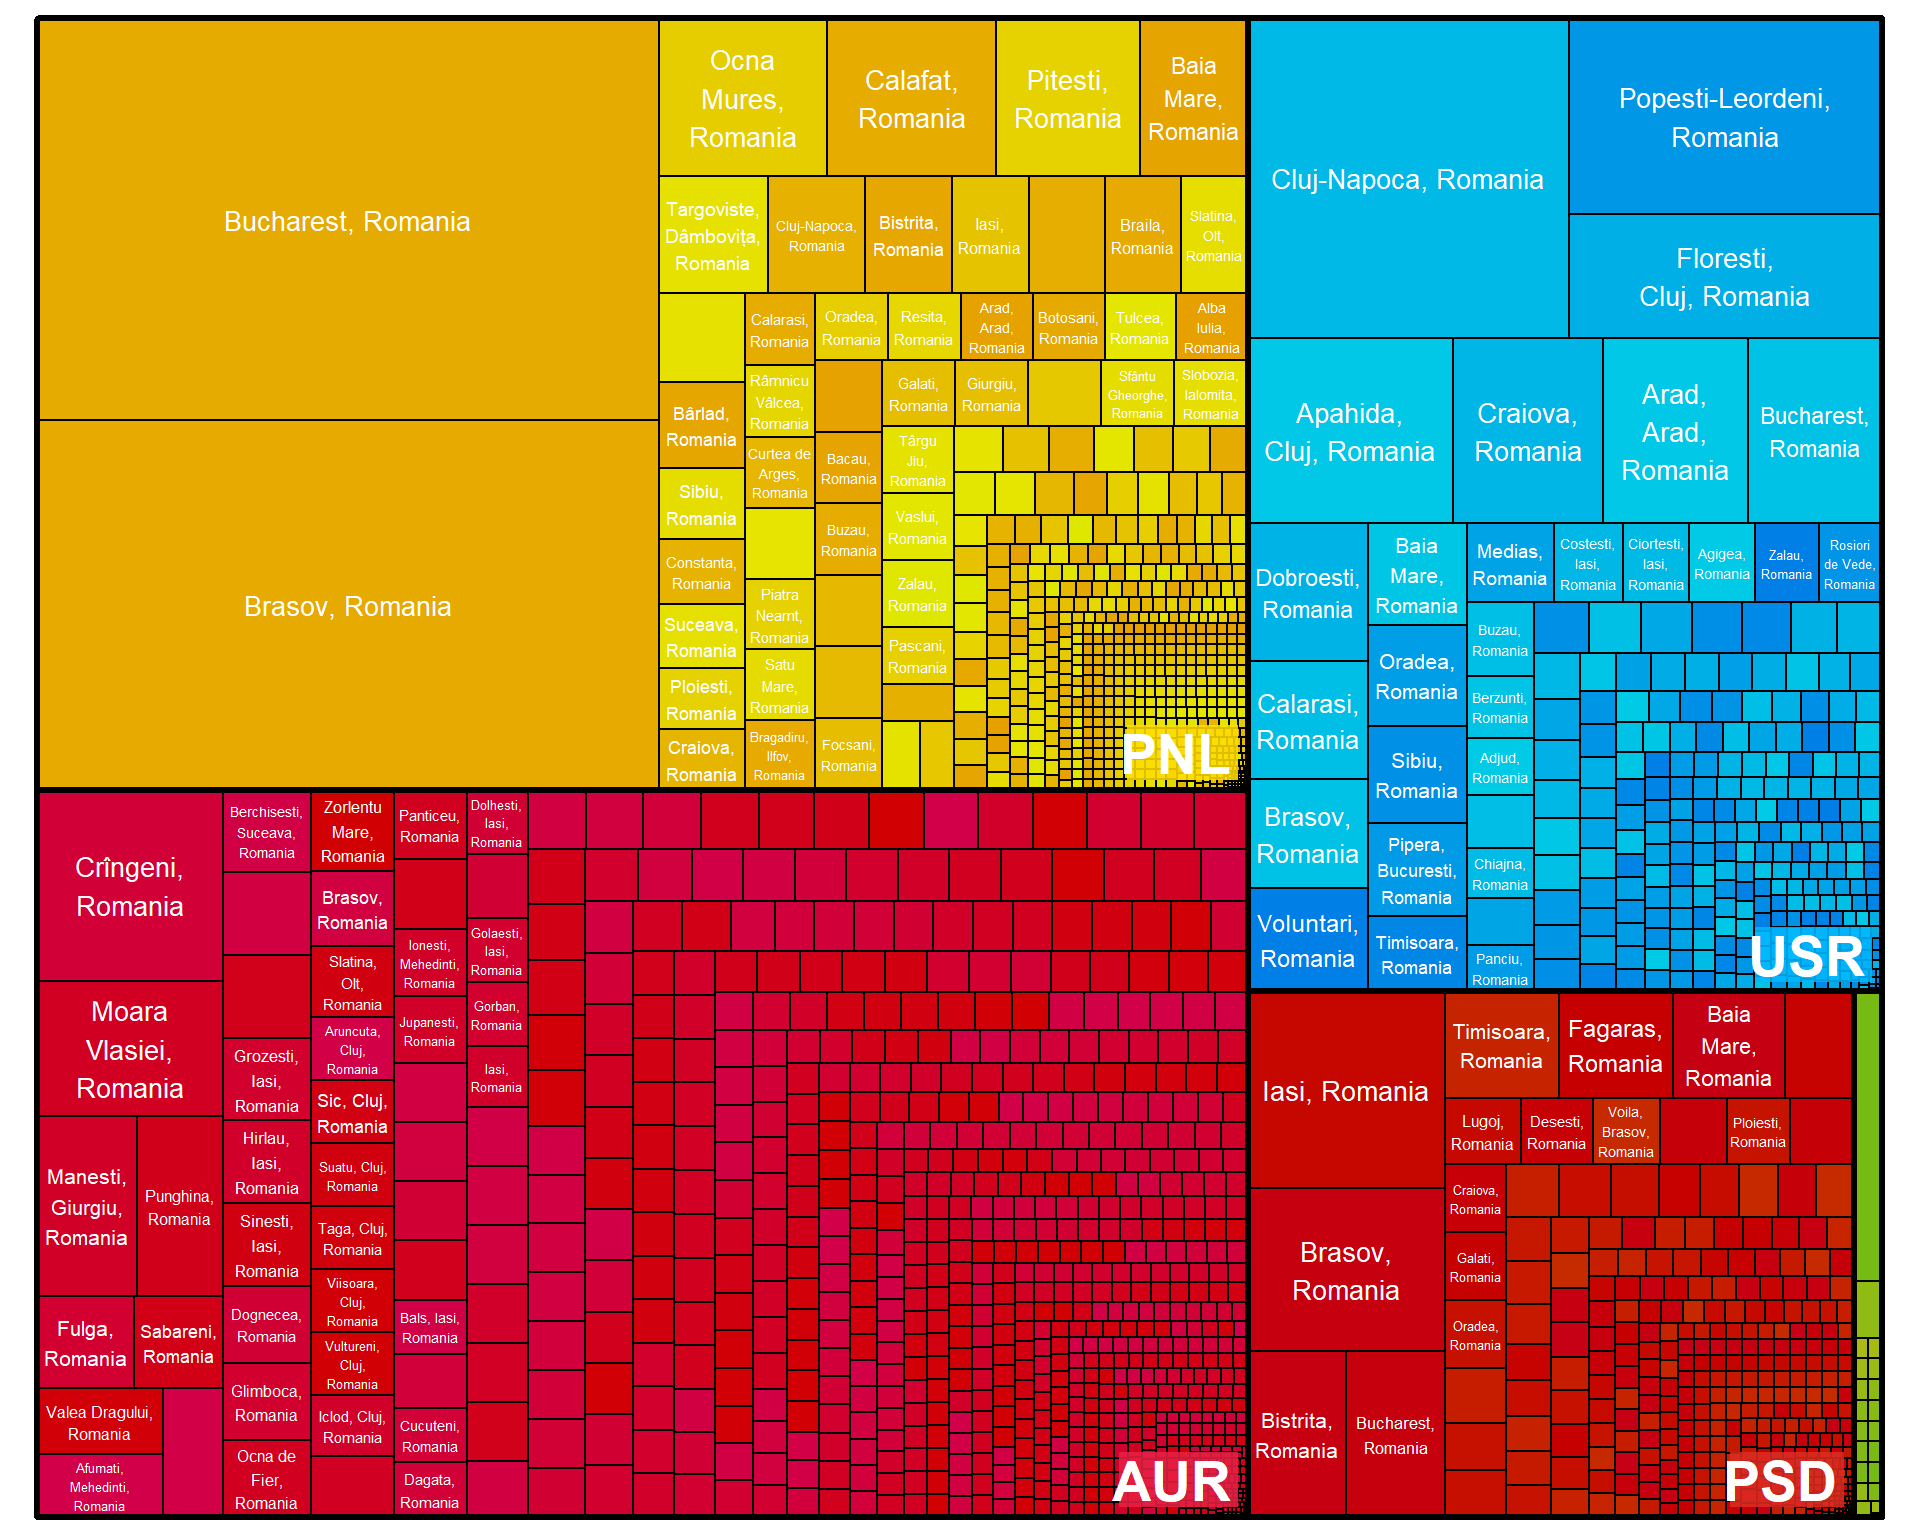 Bucharest, Romania
Brasov, Romania
Ocna
Mures,
Romania
Calafat,
Romania
Pitesti,
Romania
Baia
Mare,
Romania
Targoviste,
Dâmbovița,
Romania
Cluj-Napoca,
Romania
Bistrita,
Romania
Iasi,
Romania
Braila,
Romania
Slatina,
Olt,
Romania
Calarasi,
Romania
Oradea,
Romania
Resita,
Romania
Arad,
Arad,
Romania
Botosani,
Romania
Tulcea,
Romania
Alba
Iulia,
Romania
Bârlad,
Romania
Râmnicu
Vâlcea,
Romania
Galati,
Romania
Giurgiu,
Romania
Sfântu
Gheorghe,
Romania
Slobozia,
Ialomita,
Romania
Sibiu,
Romania
Curtea de
Arges,
Romania
Bacau,
Romania
Târgu
Jiu,
Romania
Constanta,
Romania
Buzau,
Romania
Vaslui,
Romania
Suceava,
Romania
Piatra
Neamt,
Romania
Zalau,
Romania
Ploiesti,
Romania
Satu
Mare,
Romania
Pascani,
Romania
Craiova,
Romania
Bragadiru,
Ilfov,
Romania
Focsani,
Romania
PNL
Cluj-Napoca, Romania
Popesti-Leordeni,
Romania
Floresti,
Cluj, Romania
Apahida,
Cluj, Romania
Craiova,
Romania
Arad,
Arad,
Romania
Bucharest,
Romania
Dobroesti,
Romania
Baia
Mare,
Romania
Medias,
Romania
Costesti,
Iasi,
Romania
Ciortesti,
Iasi,
Romania
Agigea,
Romania
Zalau,
Romania
Rosiori
de Vede,
Romania
Calarasi,
Romania
Oradea,
Romania
Buzau,
Romania
Berzunti,
Romania
Brasov,
Romania
Sibiu,
Romania
Adjud,
Romania
Pipera,
Bucuresti,
Romania
Chiajna,
Romania
Voluntari,
Romania
Timisoara,
Romania
Panciu,
Romania
USR
Crîngeni,
Romania
Berchisesti,
Suceava,
Romania
Zorlentu
Mare,
Romania
Panticeu,
Romania
Dolhesti,
Iasi,
Romania
Brasov,
Romania
Moara
Vlasiei,
Romania
Slatina,
Olt,
Romania
Ionesti,
Mehedinti,
Romania
Golaesti,
Iasi,
Romania
Grozesti,
Iasi,
Romania
Aruncuta,
Cluj,
Romania
Jupanesti,
Romania
Gorban,
Romania
Iasi,
Romania
Manesti,
Giurgiu,
Romania
Punghina,
Romania
Hirlau,
Iasi,
Romania
Sic, Cluj,
Romania
Suatu, Cluj,
Romania
Sinesti,
Iasi,
Romania
Taga, Cluj,
Romania
Fulga,
Romania
Sabareni,
Romania
Dognecea,
Romania
Viisoara,
Cluj,
Romania
Bals, Iasi,
Romania
Vultureni,
Cluj,
Romania
Valea Dragului,
Romania
Glimboca,
Romania
Iclod, Cluj,
Romania
Cucuteni,
Romania
Afumati,
Mehedinti,
Romania
Ocna de
Fier,
Romania
Dagata,
Romania
AUR
Iasi, Romania
Timisoara,
Romania
Fagaras,
Romania
Baia
Mare,
Romania
Lugoj,
Romania
Desesti,
Romania
Voila,
Brasov,
Romania
Ploiesti,
Romania
Brasov,
Romania
Craiova,
Romania
Galati,
Romania
Oradea,
Romania
Bistrita,
Romania
Bucharest,
Romania
PSD